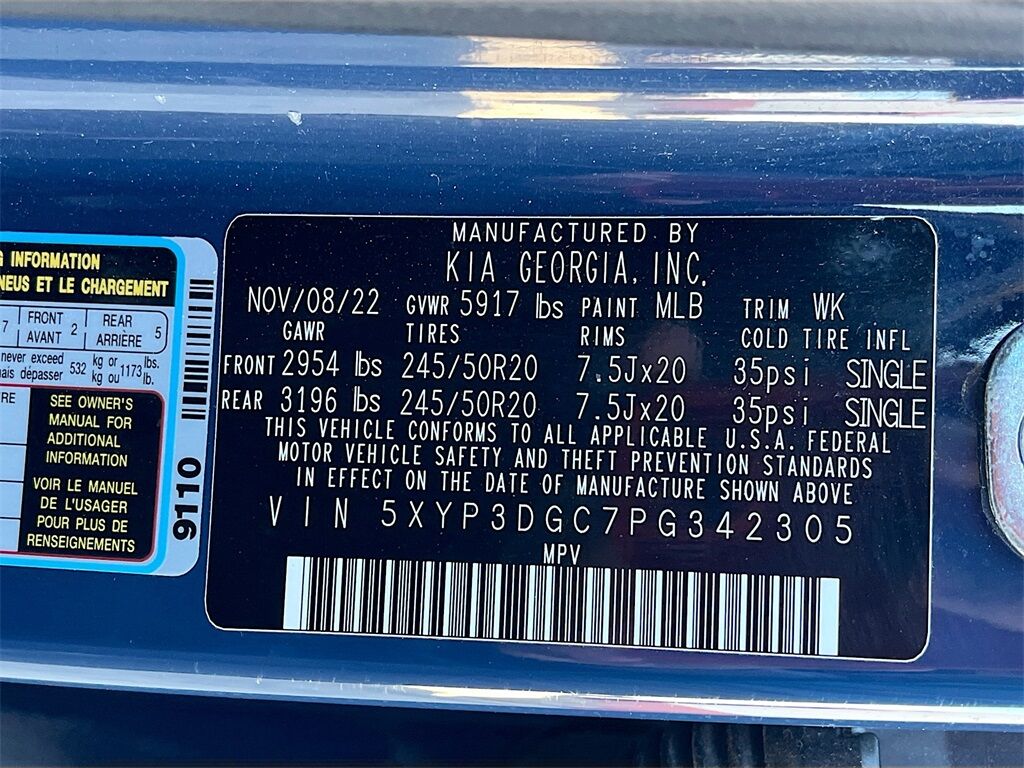 MANUFACTURED BY
KIA GEORGIA, INC.
NOV/08/22 GVWR 5917 lbs PAINT MLB TRIM WK
GAWR TIRES RIMS COLD TIRE INFL
FRONT 2954 lbs 245/50R20 7.5Jx20 35psi SINGLE
REAR 3196 lbs 245/50R20 7.5Jx20 35psi SINGLE
THIS VEHICLE CONFORMS TO ALL APPLICABLE U.S.A. FEDERAL
MOTOR VEHICLE SAFETY AND THEFT PREVENTION STANDARDS
IN EFFECT ON THE DATE OF MANUFACTURE SHOWN ABOVE
VIN 5XYP3DGC7PG342305
MPV
INFORMATION
NEUS ET LE CHARGEMENT
7 FRONT 2 REAR 5
AVANT ARRIÈRE
never exceed 532 kg or 1173 lbs.
dépasser kg ou lb.
SEE OWNER'S
MANUAL FOR
ADDITIONAL
INFORMATION
VOIR LE MANUEL
DE L'USAGER
POUR PLUS DE
RENSEIGNEMENTS
9110